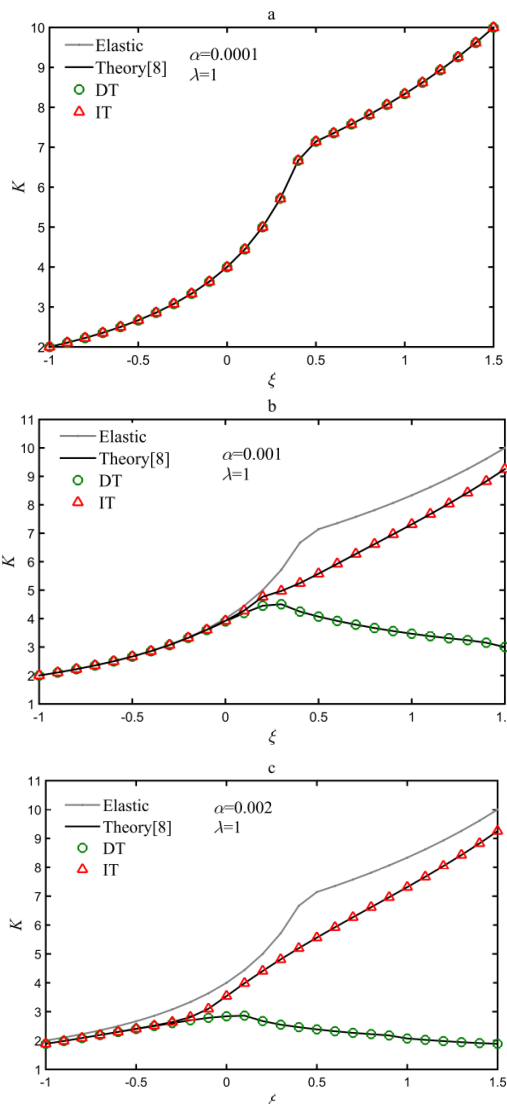 a
10
9
8
7
6
5
4
3
2
K
Elastic
Theory[8]
DT
IT
α=0.0001
λ=1
-1 -0.5 0 0.5 1 1.5
ξ
b
11
10
9
8
7
6
5
4
3
2
1
K
Elastic
Theory[8]
DT
IT
α=0.001
λ=1
-1 -0.5 0 0.5 1 1.
ξ
c
11
10
9
8
7
6
5
4
3
2
1
K
Elastic
Theory[8]
DT
IT
α=0.002
λ=1
-1 -0.5 0 0.5 1 1.5
ξ